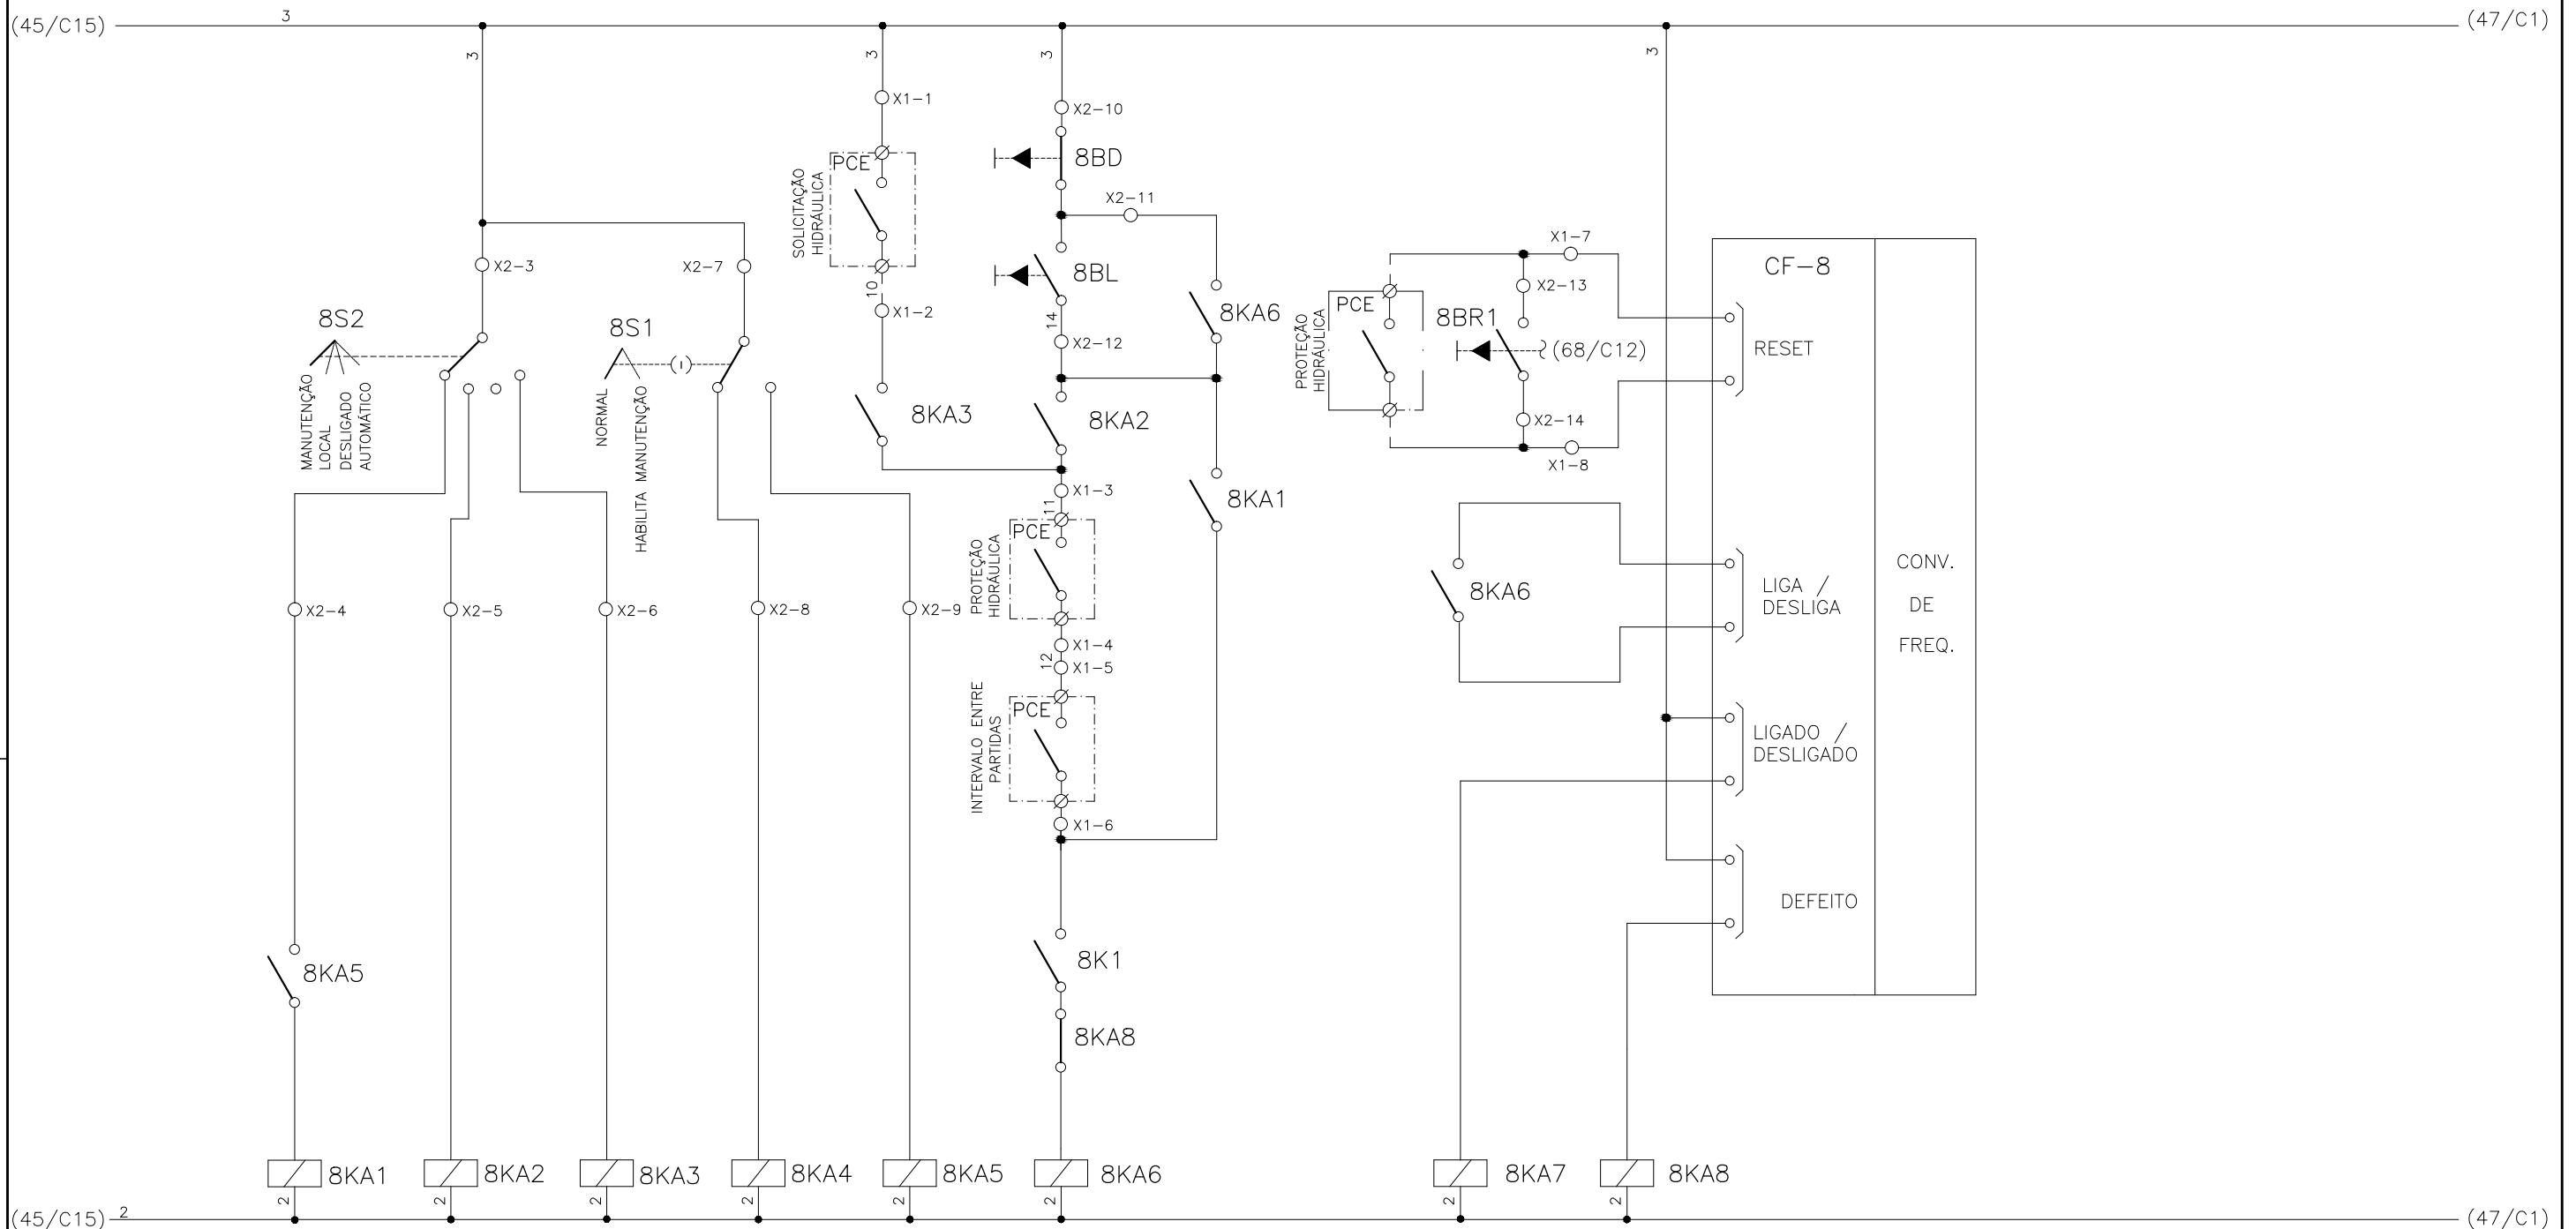 (45/C15)
3
(47/C1)
3
3
3
3
X1-1
X2-10
PCE
8BD
SOLICITAÇÃO
HIDRÁULICA
X2-11
X2-3
X2-7
8BL
10
X1-2
X1-7
CF-8
X2-13
PCE
8BR1
PROTEÇÃO
HIDRÁULICA
(68/C12)
RESET
8S2
8S1
14
X2-12
8KA6
MANUTENÇÃO
LOCAL
DESLIGADO
AUTOMÁTICO
NORMAL
HABILITA MANUTENÇÃO
8KA3
8KA2
X2-14
X1-8
X1-3
11
8KA1
PCE
PROTEÇÃO
HIDRÁULICA
CONV.
DE
FREQ.
8KA6
LIGA /
DESLIGA
X2-4
X2-5
X2-6
X2-8
X2-9
X1-4
12
X1-5
PCE
INTERVALO ENTRE
PARTIDAS
LIGADO /
DESLIGADO
X1-6
DEFEITO
8KA5
8K1
8KA8
8KA1
8KA2
8KA3
8KA4
8KA5
8KA6
8KA7
8KA8
2
2
2
2
2
2
2
2
(45/C15)
2
(47/C1)